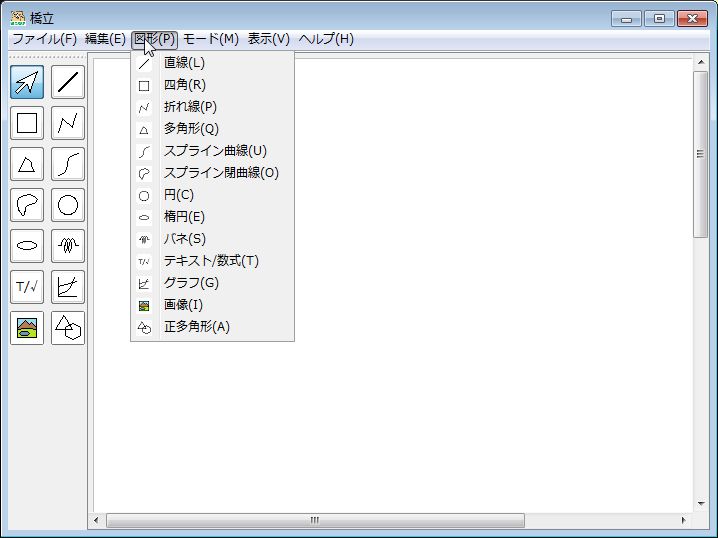 橋立
ファイル(F) 編集(E) 図形(P) モード(M) 表示(V) ヘルプ(H)
直線(L)
四角(R)
折れ線(P)
多角形(Q)
スプライン曲線(U)
スプライン閉曲線(O)
円(C)
楕円(E)
バネ(S)
T/√ テキスト/数式(T)
グラフ(G)
画像(I)
正多角形(A)
T/√